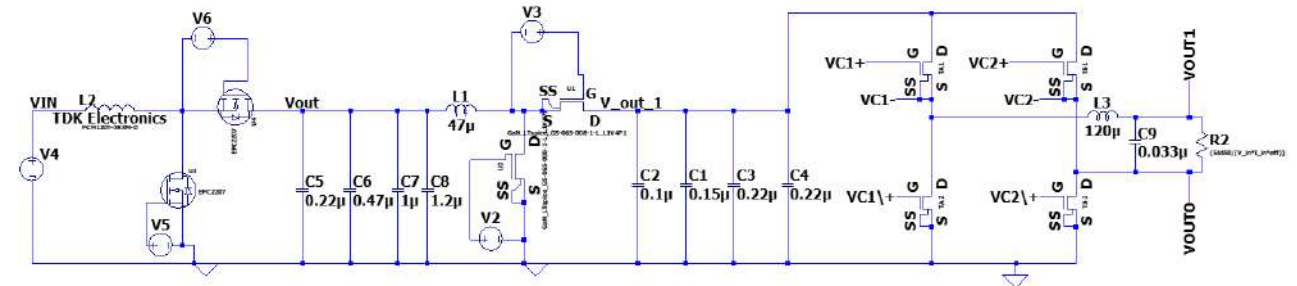 V6
V3
VIN
L2
TDK Electronics
V4
V5
EPC2207
EPC2207
Vout
L1
47µ
C5
0.22µ
C6
0.47µ
C7
1µ
C8
1.2µ
SS
G
U1
S
D
V_out_1
G
D
SS
S
V2
C2
0.1µ
C1
0.15µ
C3
0.22µ
C4
0.22µ
VC1+
G
D
SS
S
VC1-
VC2+
G
D
SS
S
VC2-
VC1\+
G
D
SS
S
VC2\+
G
D
SS
S
L3
120µ
C9
0.033µ
R2
VOUT1
VOUT0